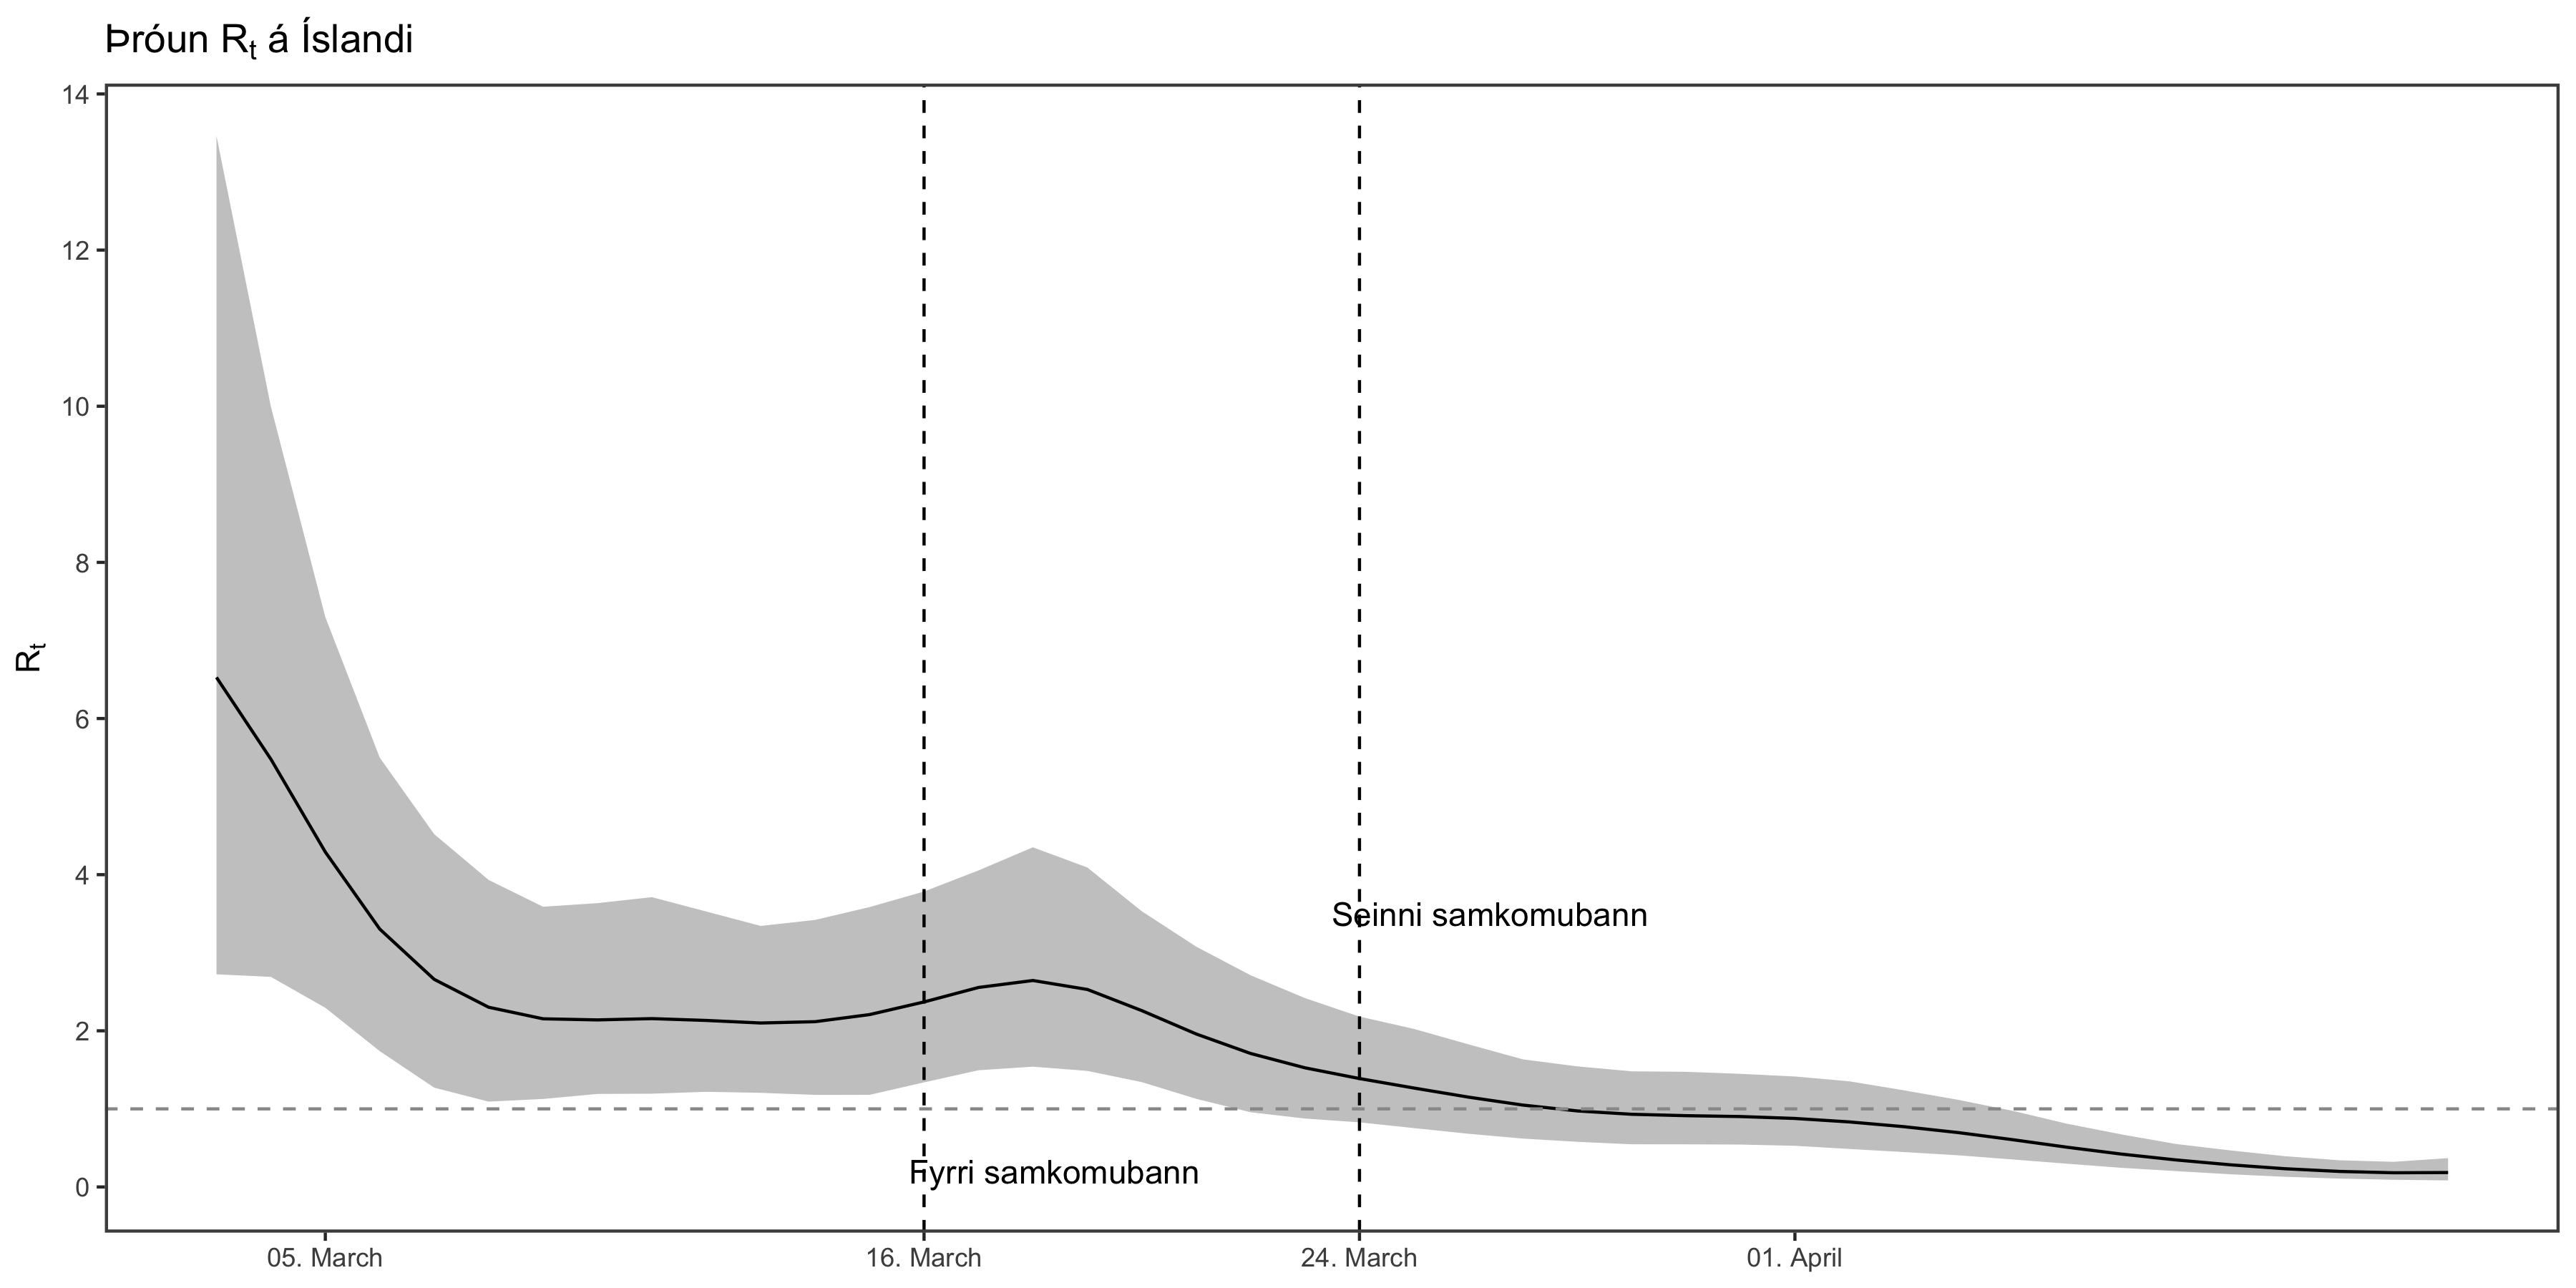 Þróun Rt á Íslandi
14
12
10
8
6
4
2
0
Rt
Seinni samkomubann
Fyrri samkomubann
05. March
16. March
24. March
01. April